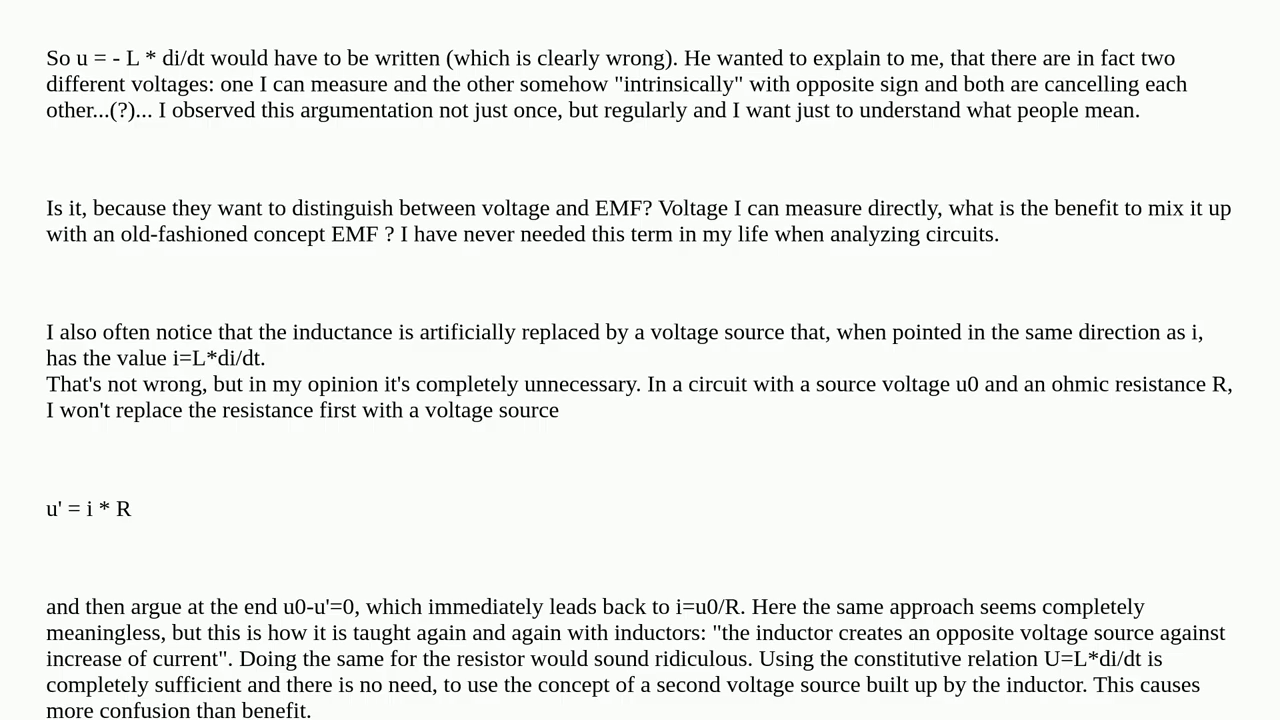 So u = - L * di/dt would have to be written (which is clearly wrong). He wanted to explain to me, that there are in fact two
different voltages: one I can measure and the other somehow "intrinsically" with opposite sign and both are cancelling each
other...(?)... I observed this argumentation not just once, but regularly and I want just to understand what people mean.
Is it, because they want to distinguish between voltage and EMF? Voltage I can measure directly, what is the benefit to mix it up
with an old-fashioned concept EMF ? I have never needed this term in my life when analyzing circuits.
I also often notice that the inductance is artificially replaced by a voltage source that, when pointed in the same direction as i,
has the value i=L*di/dt.
That's not wrong, but in my opinion it's completely unnecessary. In a circuit with a source voltage u0 and an ohmic resistance R,
I won't replace the resistance first with a voltage source
u' = i * R
and then argue at the end u0-u'=0, which immediately leads back to i=u0/R. Here the same approach seems completely
meaningless, but this is how it is taught again and again with inductors: "the inductor creates an opposite voltage source against
increase of current". Doing the same for the resistor would sound ridiculous. Using the constitutive relation U=L*di/dt is
completely sufficient and there is no need, to use the concept of a second voltage source built up by the inductor. This causes
more confusion than benefit.